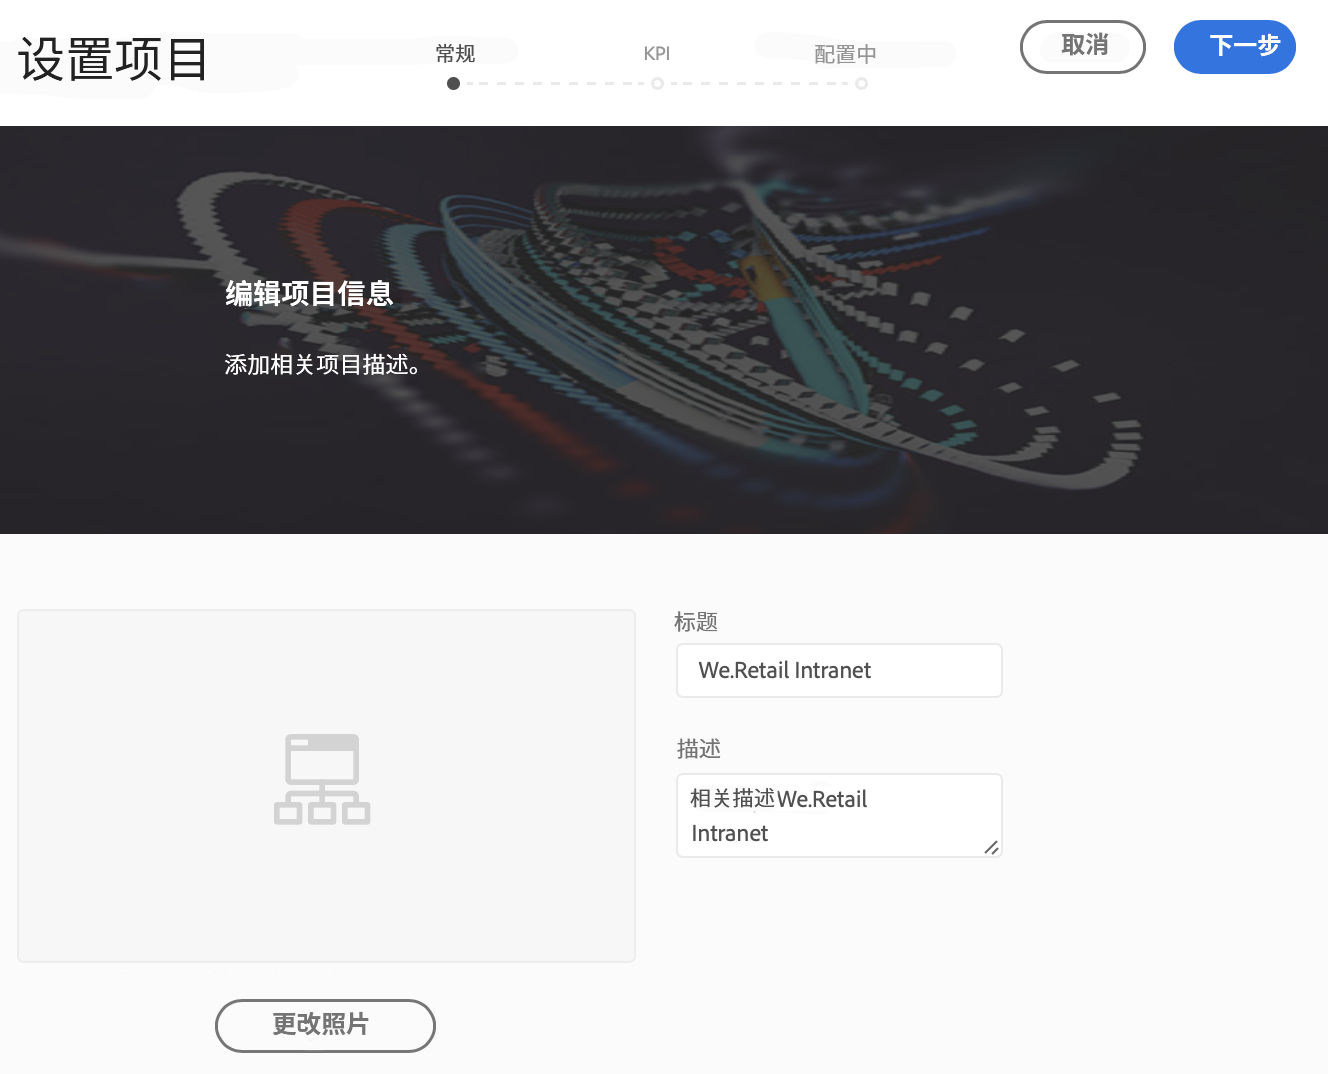 设置项目
常规
KPI
配置中
取消
下一步
编辑项目信息
添加相关项目描述。
标题
We.Retail Intranet
描述
相关描述We.Retail
Intranet
更改照片